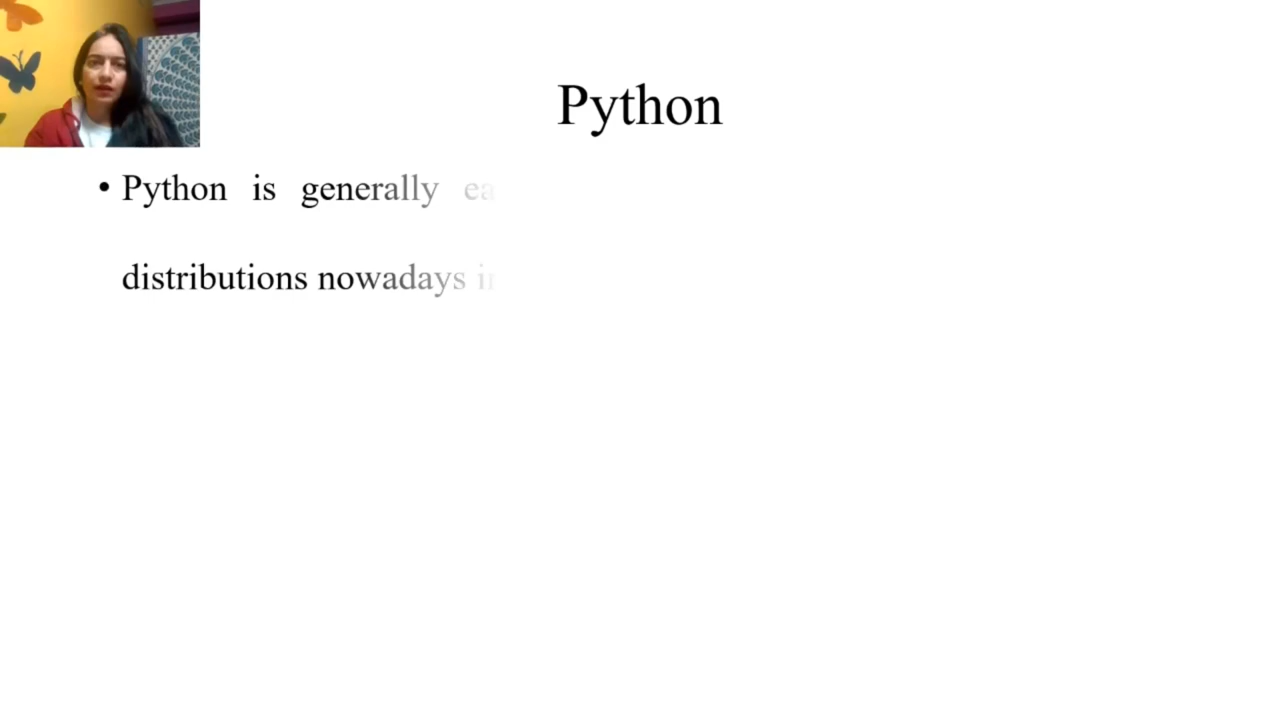 Python
• Python is generally
distributions nowadays